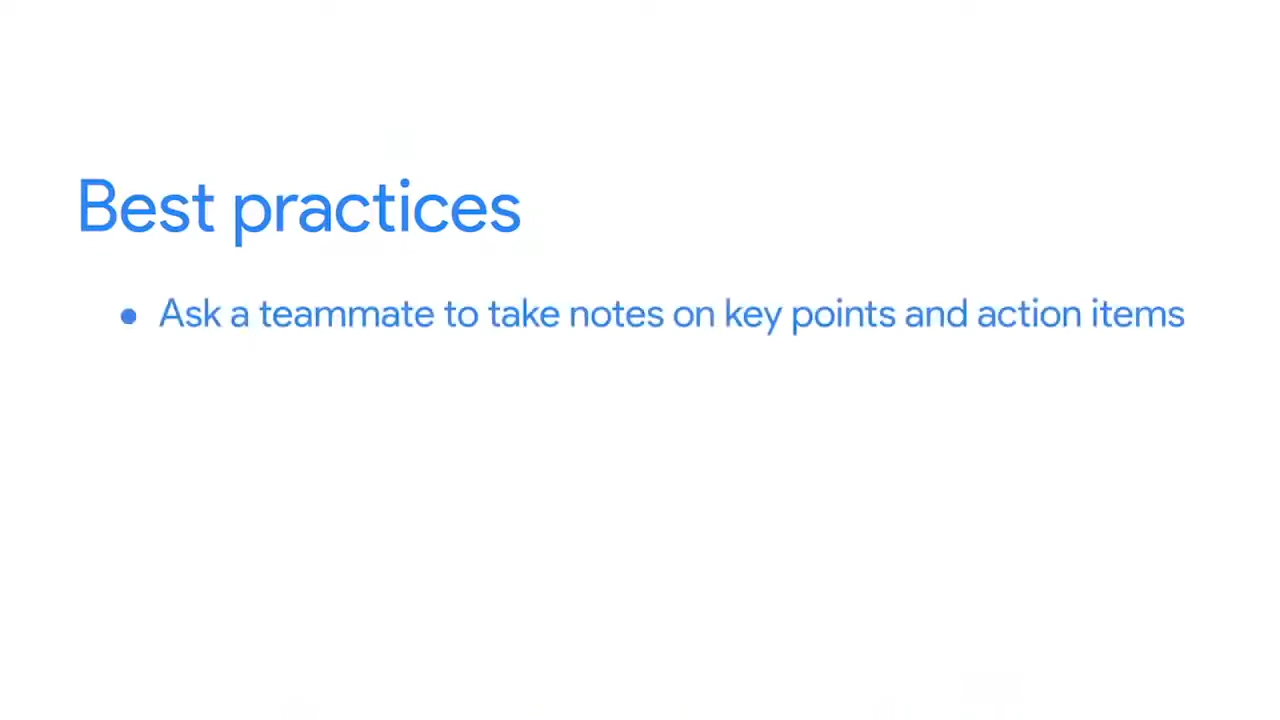 Best practices
• Ask a teammate to take notes on key points and action items